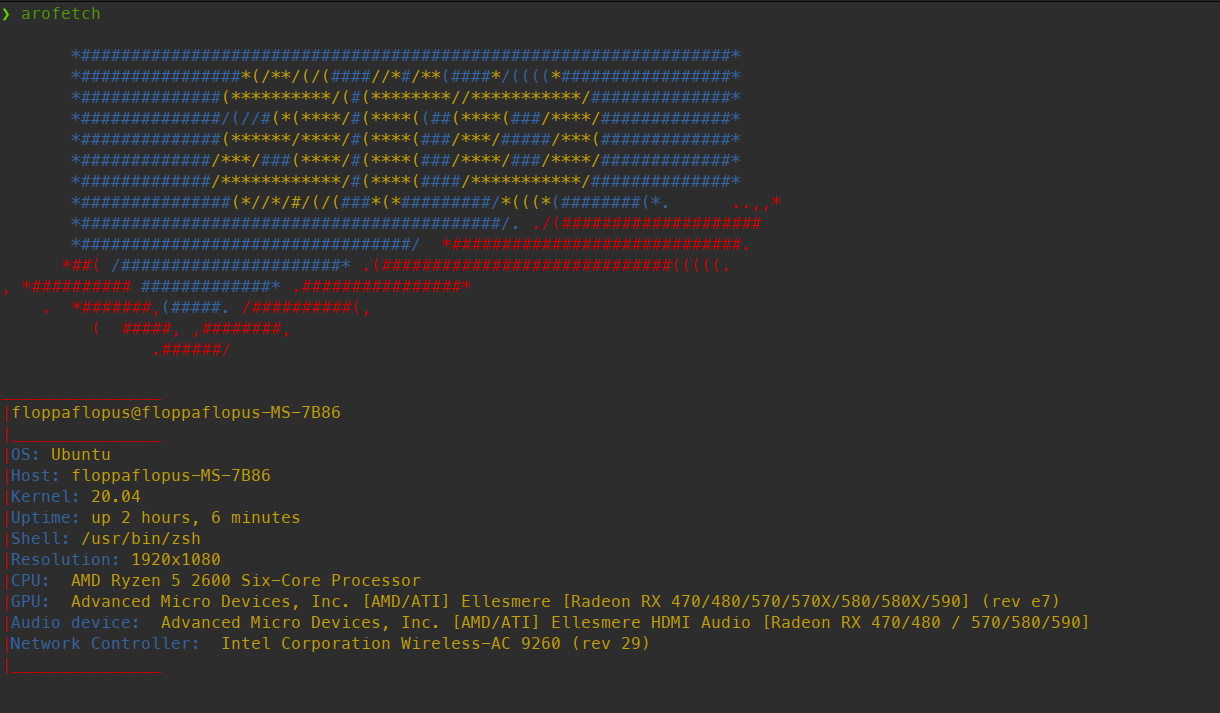 ❯ arofetch
floppaflopus@floppaflopus-MS-7B86
OS: Ubuntu
Host: floppaflopus-MS-7B86
Kernel: 20.04
Uptime: up 2 hours, 6 minutes
Shell: /usr/bin/zsh
Resolution: 1920x1080
CPU:  AMD Ryzen 5 2600 Six-Core Processor
GPU:  Advanced Micro Devices, Inc. [AMD/ATI] Ellesmere [Radeon RX 470/480/570/570X/580/580X/590] (rev e7)
Audio device:  Advanced Micro Devices, Inc. [AMD/ATI] Ellesmere HDMI Audio [Radeon RX 470/480 / 570/580/590]
Network Controller:  Intel Corporation Wireless-AC 9260 (rev 29)